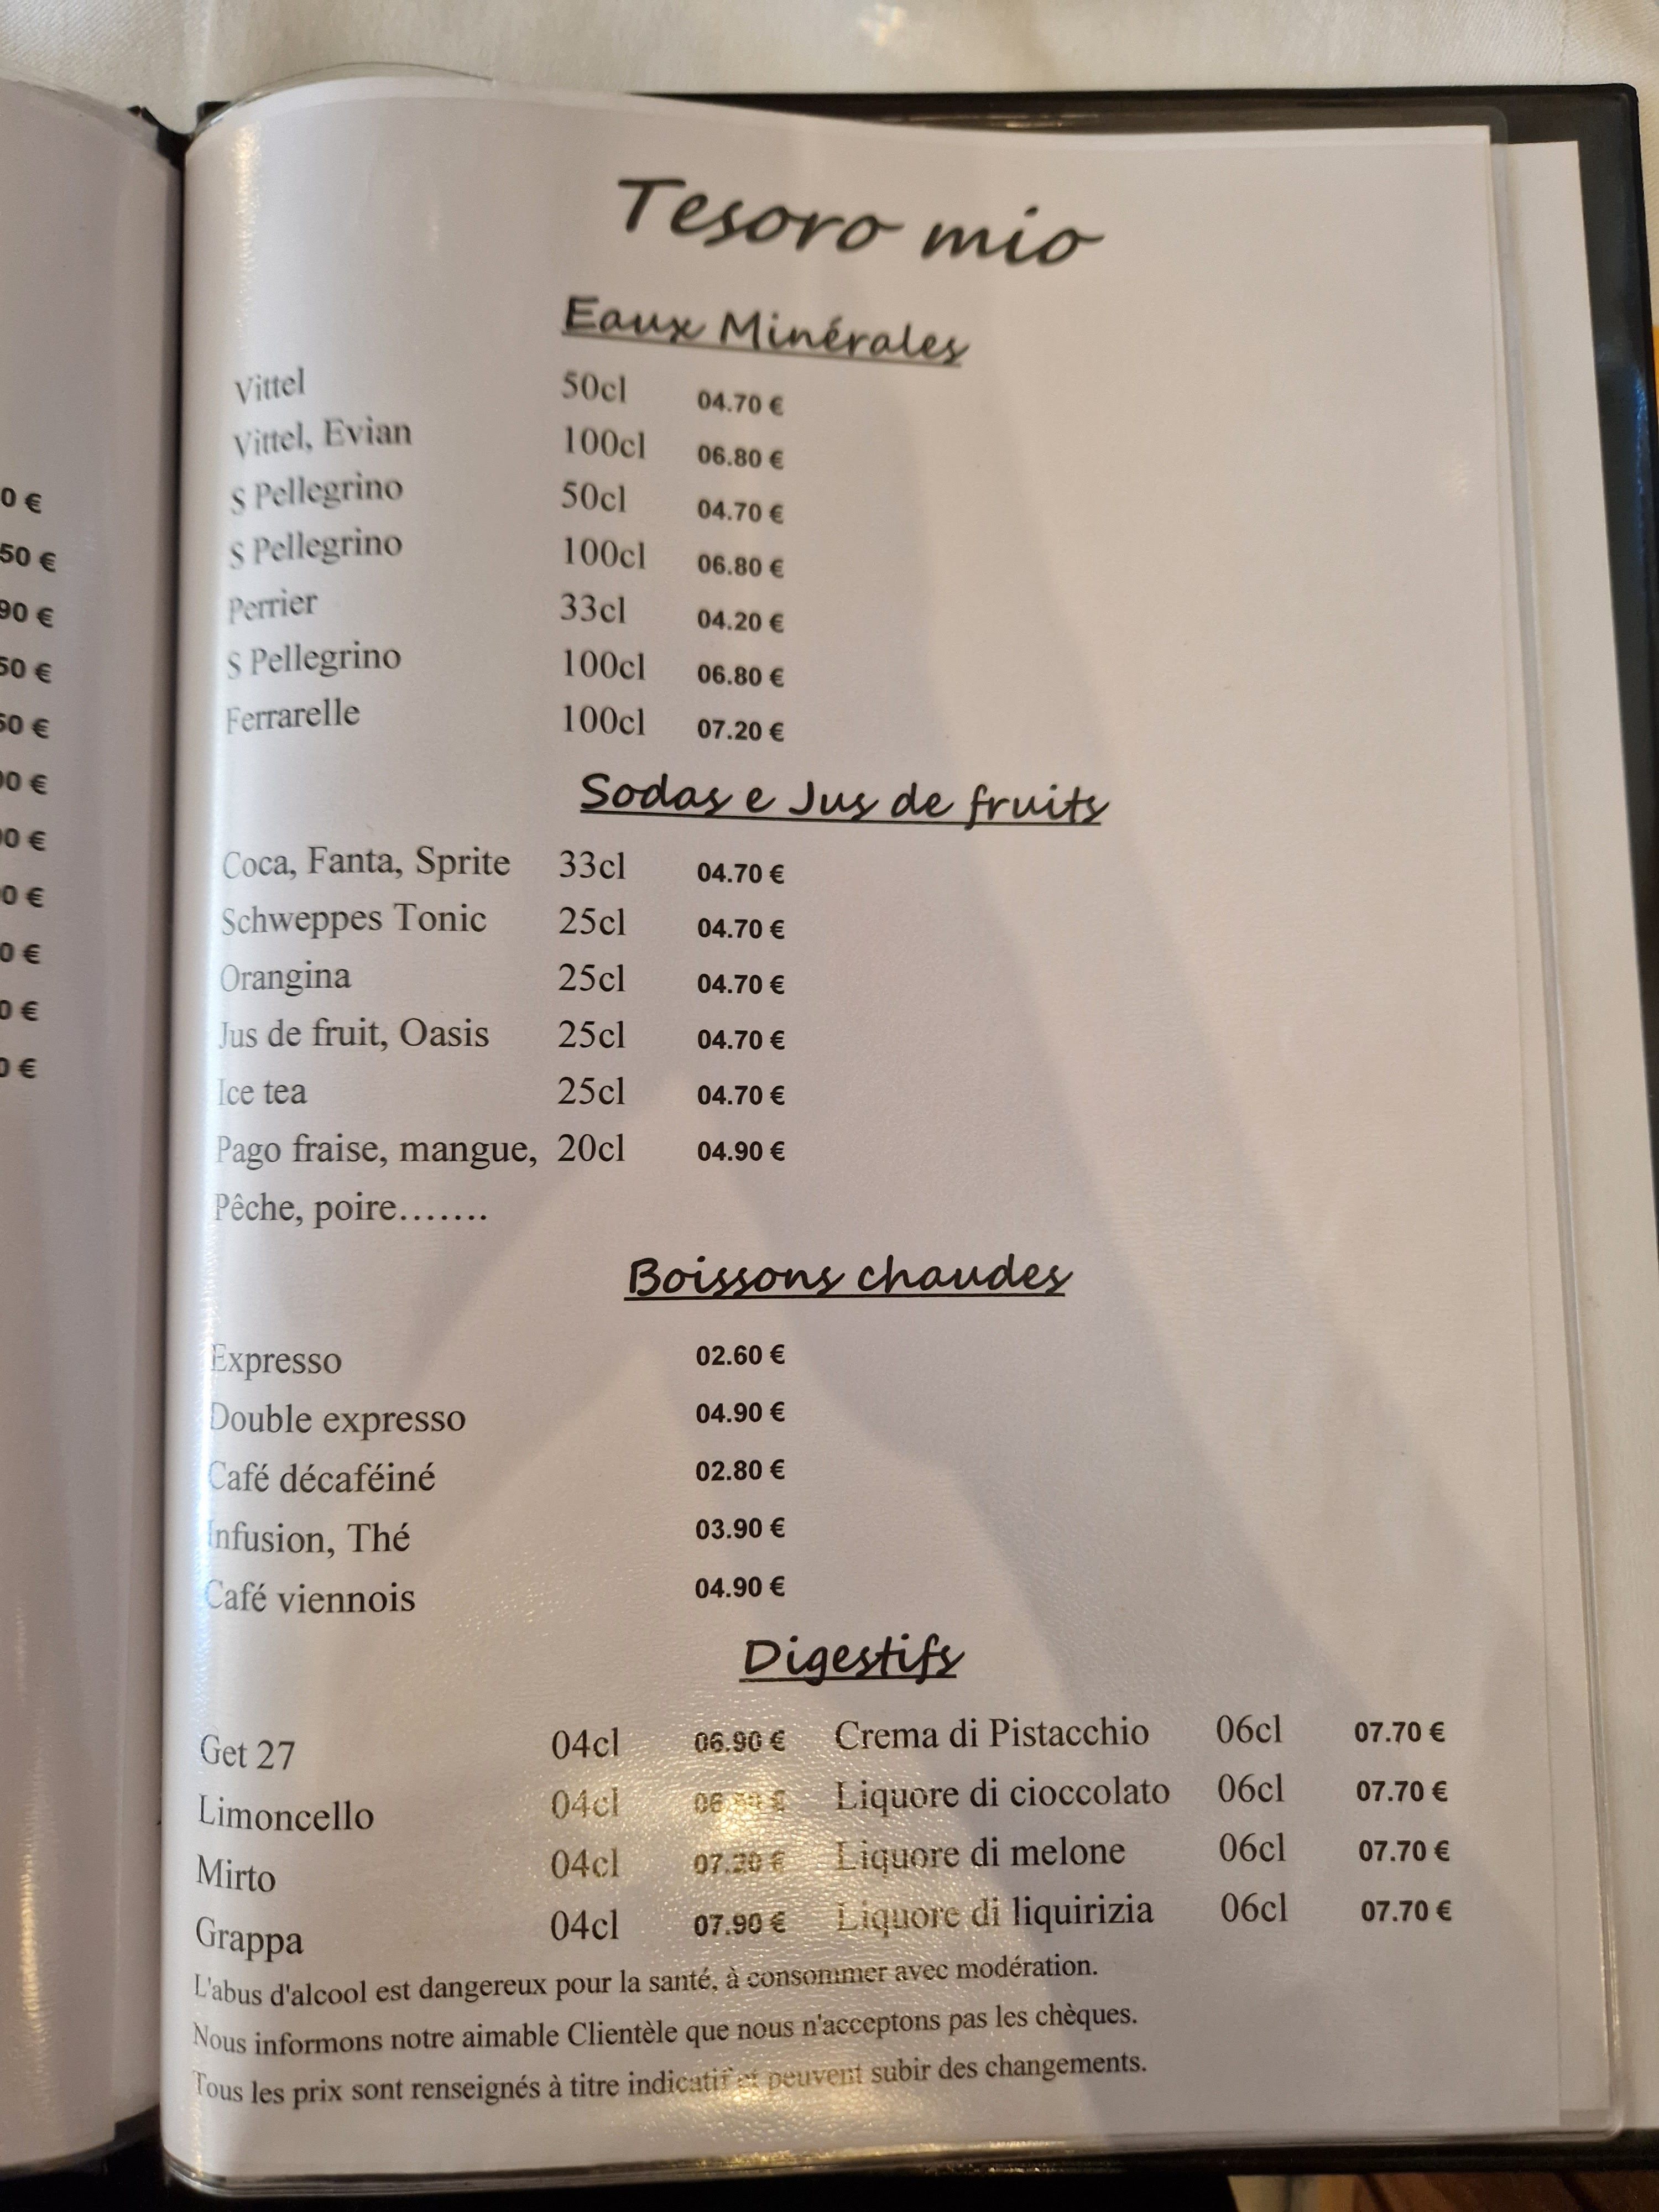 Tesoro mio
Eaux Minérales
Vittel 50cl 04.70 €
Vittel, Evian 100cl 06.80 €
S Pellegrino 50cl 04.70 €
S Pellegrino 100cl 06.80 €
Perrier 33cl 04.20 €
S Pellegrino 100cl 06.80 €
Ferrarelle 100cl 07.20 €
Sodas e Jus de fruits
Coca, Fanta, Sprite 33cl 04.70 €
Schweppes Tonic 25cl 04.70 €
Orangina 25cl 04.70 €
Jus de fruit, Oasis 25cl 04.70 €
Ice tea 25cl 04.70 €
Pago fraise, mangue, 20cl 04.90 €
Pêche, poire…….
Boissons chaudes
Expresso 02.60 €
Double expresso 04.90 €
Café décaféiné 02.80 €
Infusion, Thé 03.90 €
Café viennois 04.90 €
Digestifs
Get 27 04cl 06.90 € Crema di Pistacchio 06cl 07.70 €
Limoncello 04cl Liquore di cioccolato 06cl 07.70 €
Mirto 04cl Liquore di melone 06cl 07.70 €
Grappa 04cl 07.90 € Liquore di liquirizia 06cl 07.70 €
L'abus d'alcool est dangereux pour la santé, à consommer avec modération.
Nous informons notre aimable Clientèle que nous n'acceptons pas les chèques.
Tous les prix sont renseignés à titre indicatif et peuvent subir des changements.